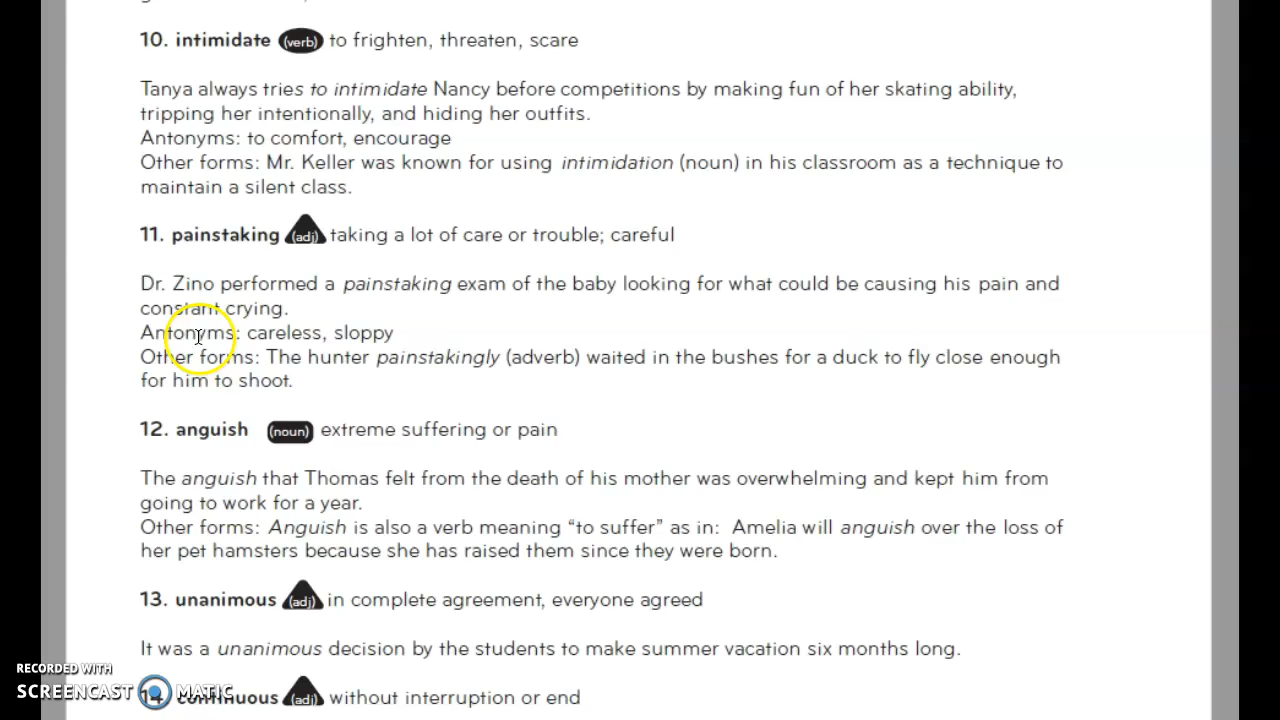 10. intimidate (verb) to frighten, threaten, scare
Tanya always tries to intimidate Nancy before competitions by making fun of her skating ability,
tripping her intentionally, and hiding her outfits.
Antonyms: to comfort, encourage
Other forms: Mr. Keller was known for using intimidation (noun) in his classroom as a technique to
maintain a silent class.
11. painstaking (adj) taking a lot of care or trouble; careful
Dr. Zino performed a painstaking exam of the baby looking for what could be causing his pain and
constant crying.
Antonyms: careless, sloppy
Other forms: The hunter painstakingly (adverb) waited in the bushes for a duck to fly close enough
for him to shoot.
12. anguish (noun) extreme suffering or pain
The anguish that Thomas felt from the death of his mother was overwhelming and kept him from
going to work for a year.
Other forms: Anguish is also a verb meaning “to suffer” as in: Amelia will anguish over the loss of
her pet hamsters because she has raised them since they were born.
13. unanimous (adj) in complete agreement, everyone agreed
It was a unanimous decision by the students to make summer vacation six months long.
14. continuous (adj) without interruption or end
RECORDED WITH
SCREENCAST MATIC